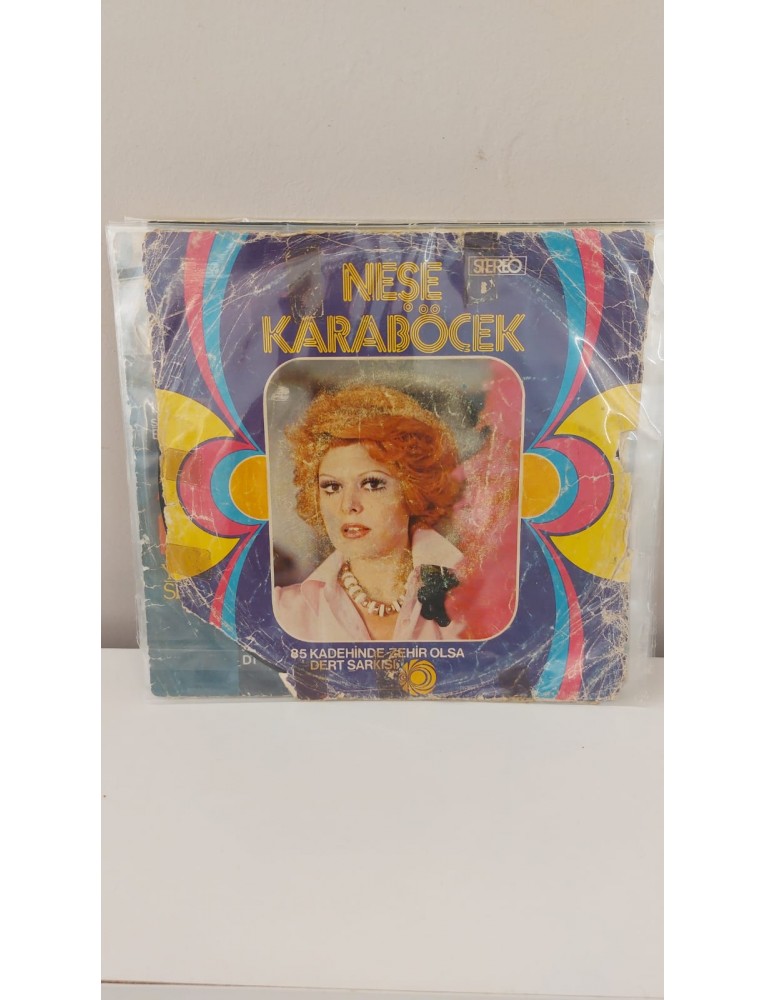 NEŞE
KARABÖCEK
STEREO
85 KADEHİNDE ZEHİR OLSA
DERT ŞARKISI